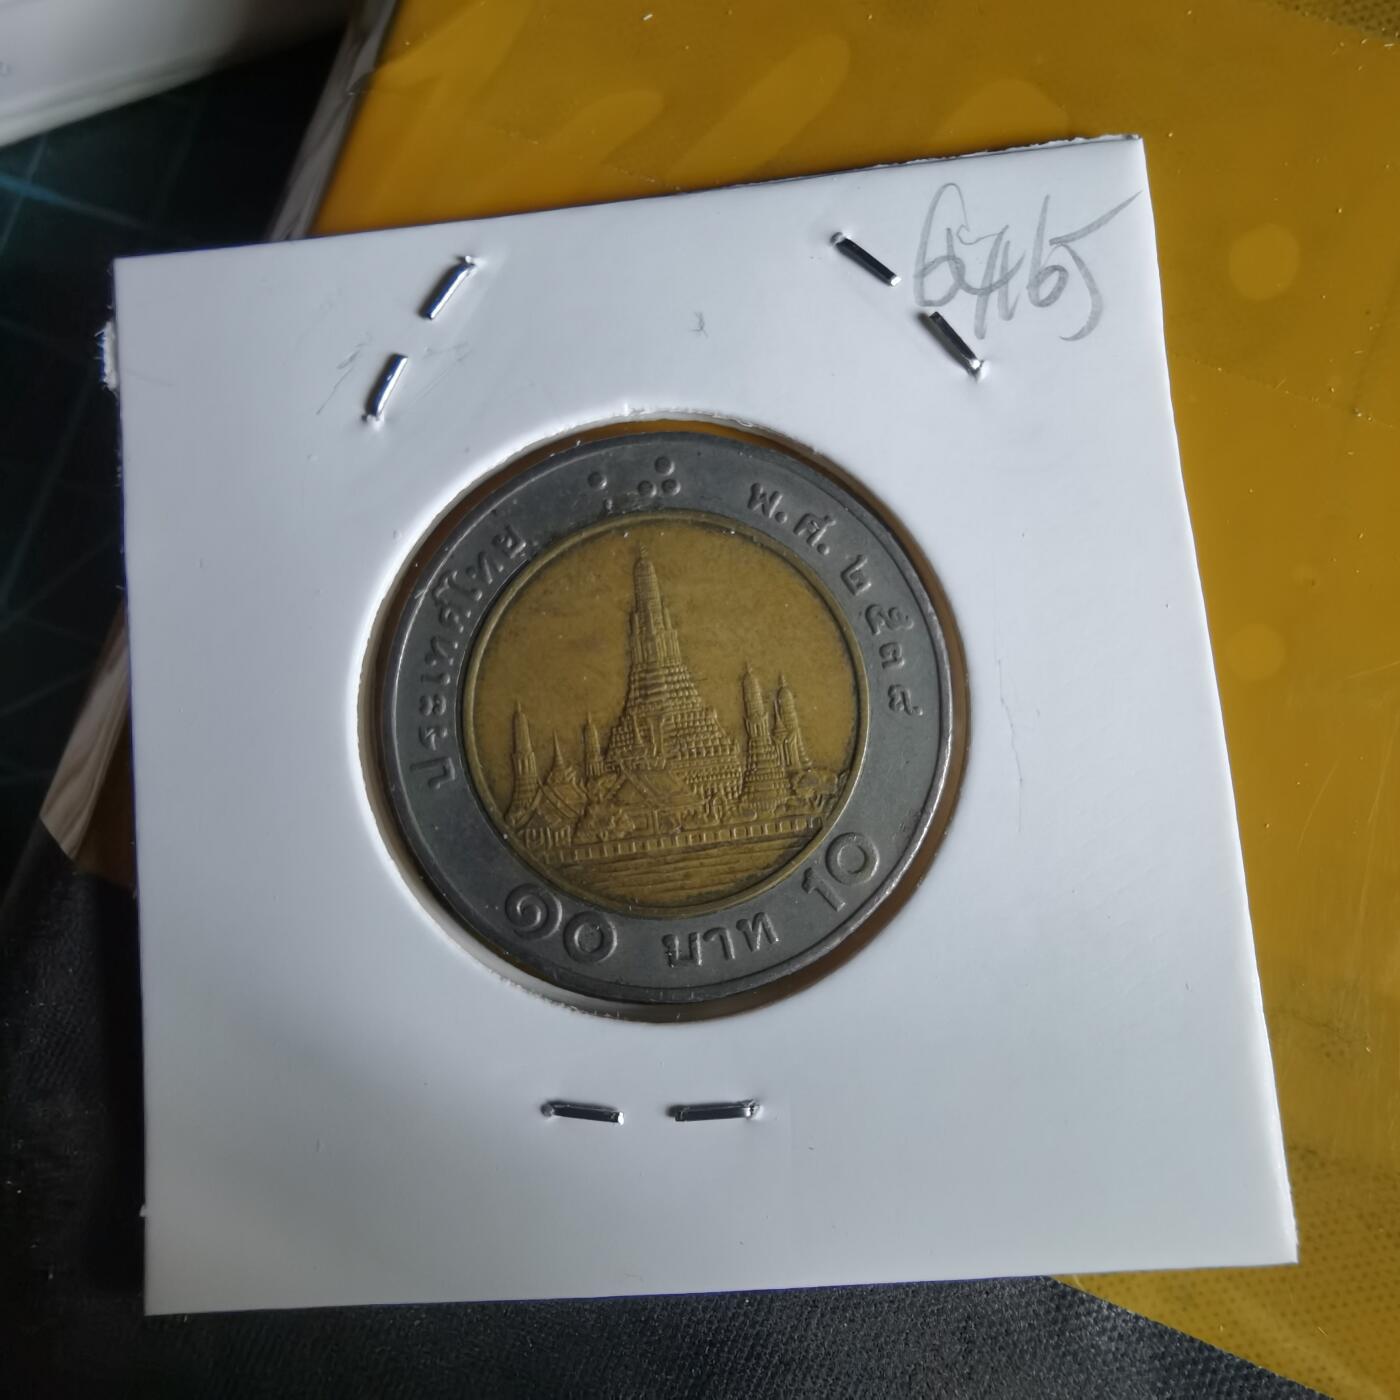 ประเทศไทย
พ.ศ. ๒๕๓๙
๑๐ บาท 10